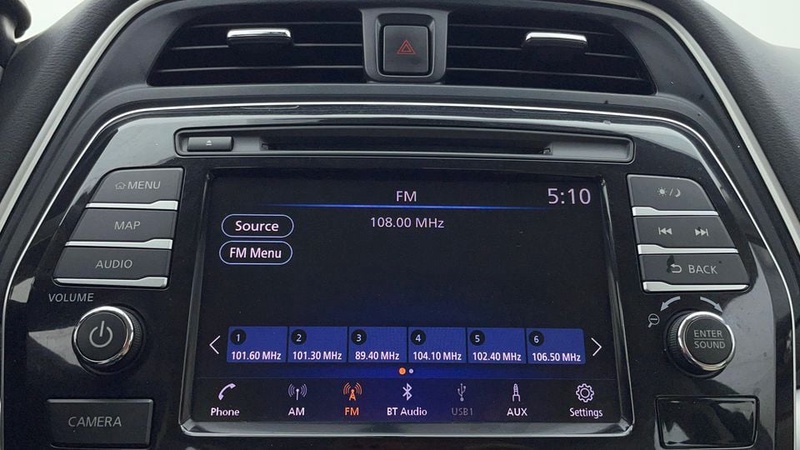 MENU
MAP
AUDIO
VOLUME
CAMERA
FM
5:10
Source
108.00 MHz
FM Menu
1 2 3 4 5 6
101.60 MHz 101.30 MHz 89.40 MHz 104.10 MHz 102.40 MHz 106.50 MHz
Phone AM FM BT Audio USB1 AUX Settings
BACK
ENTER
SOUND